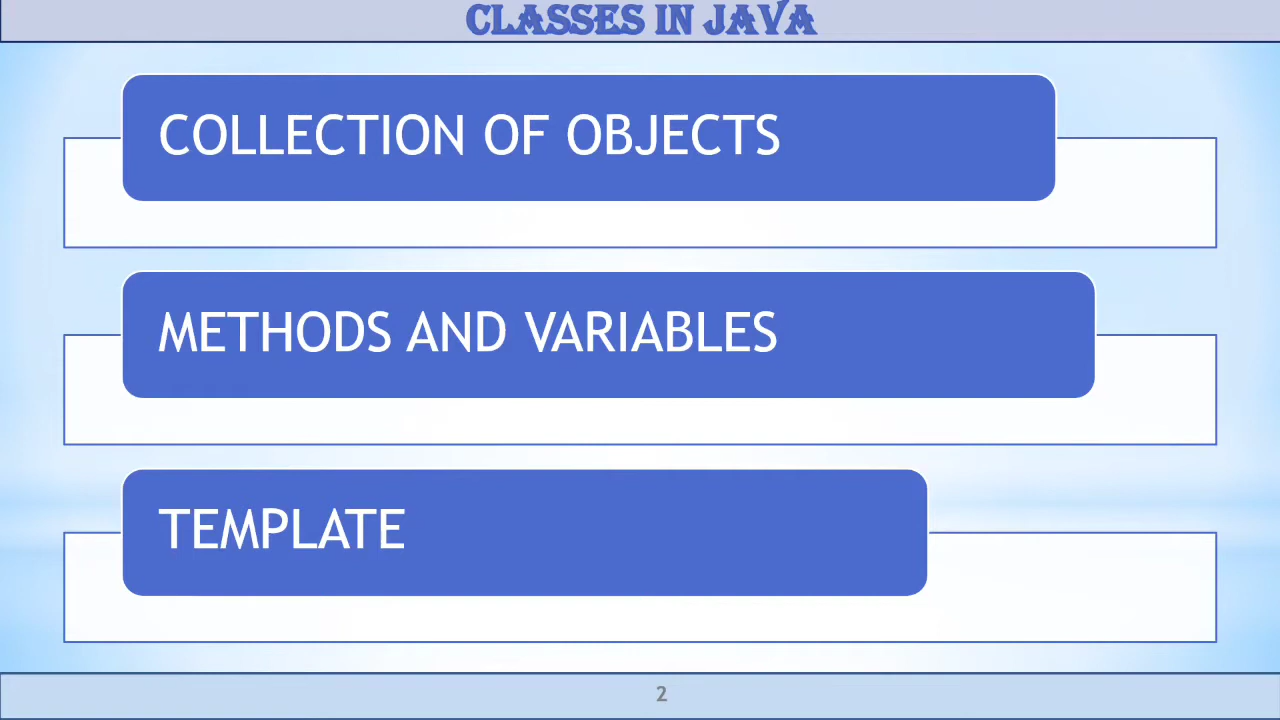 CLASSES IN JAVA
COLLECTION OF OBJECTS
METHODS AND VARIABLES
TEMPLATE
2